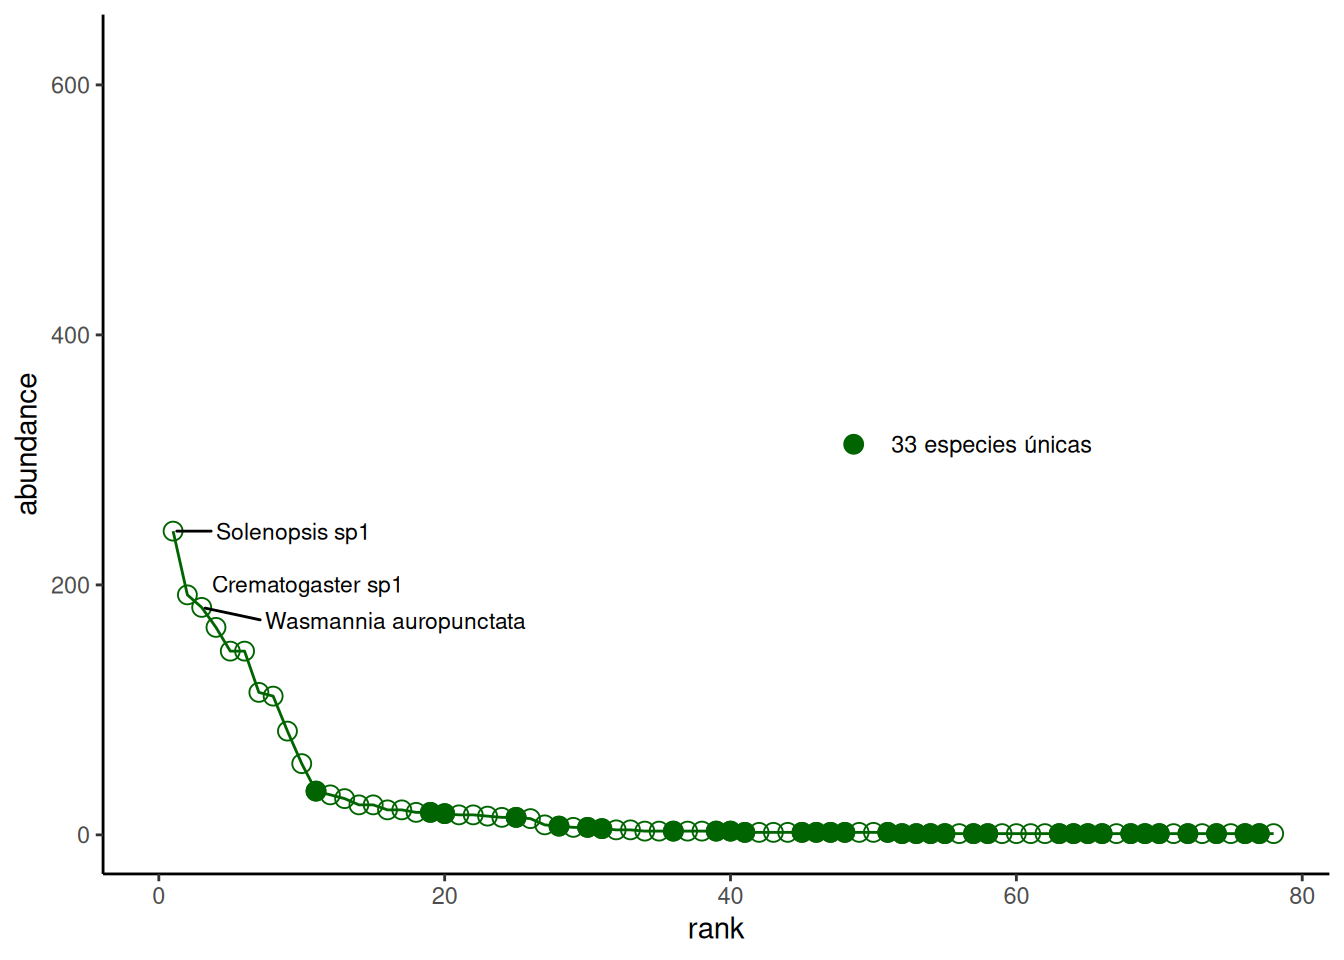 600
400
200
0
abundance
33 especies únicas
Solenopsis sp1
Crematogaster sp1
Wasmannia auropunctata
0 20 40 60 80
rank